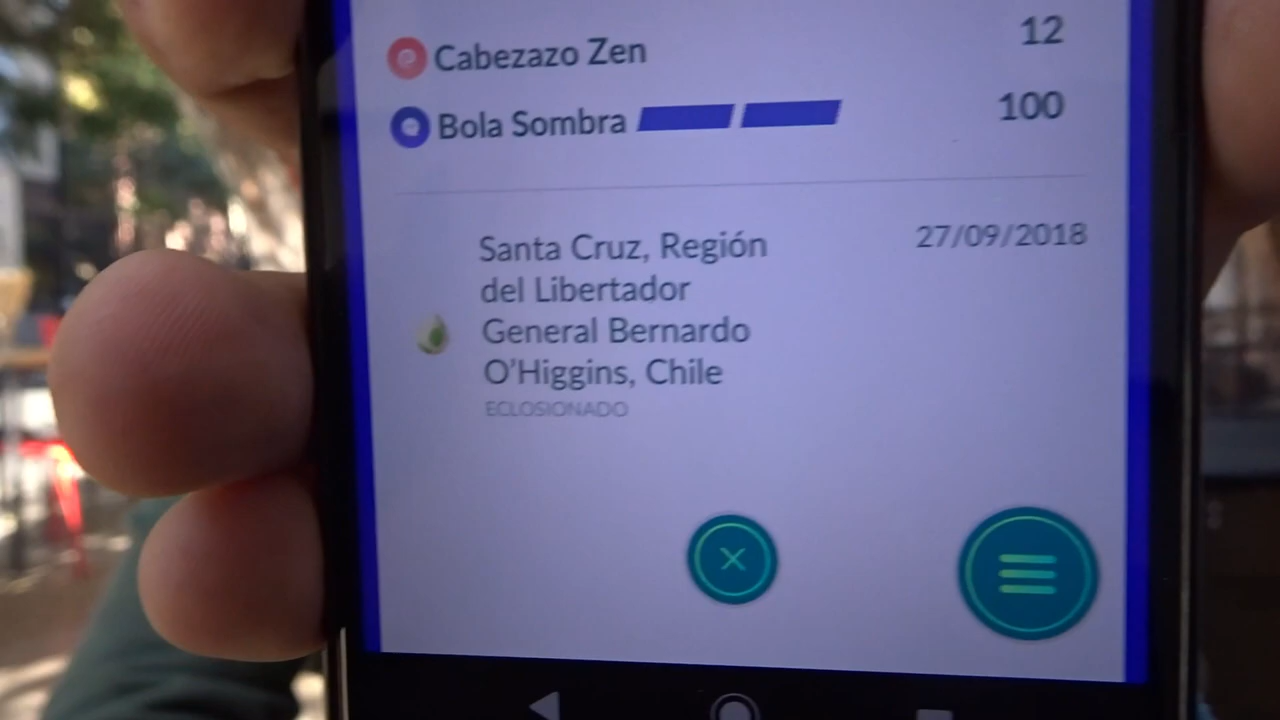 Cabezazo Zen 12
Bola Sombra 100
Santa Cruz, Región 27/09/2018
del Libertador
General Bernardo
O'Higgins, Chile
ECLOSIONADO